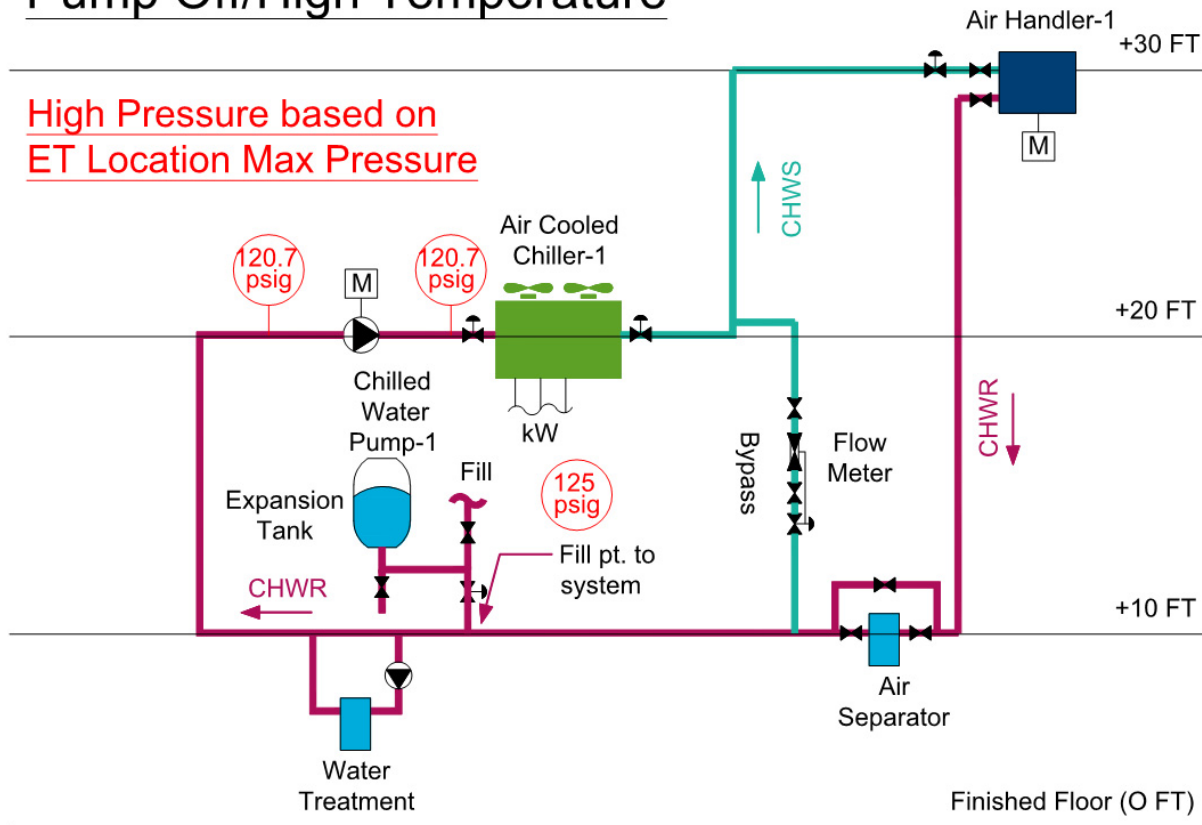 Pump Off/High Temperature
Air Handler-1
+30 FT
High Pressure based on
ET Location Max Pressure
M
CHWS
Air Cooled
Chiller-1
120.7
psig
120.7
psig
M
+20 FT
Chilled
Water
Pump-1
kW
CHWR
Bypass
Flow
Meter
Fill
125
psig
Expansion
Tank
Fill pt. to
system
CHWR
+10 FT
Air
Separator
Water
Treatment
Finished Floor (O FT)